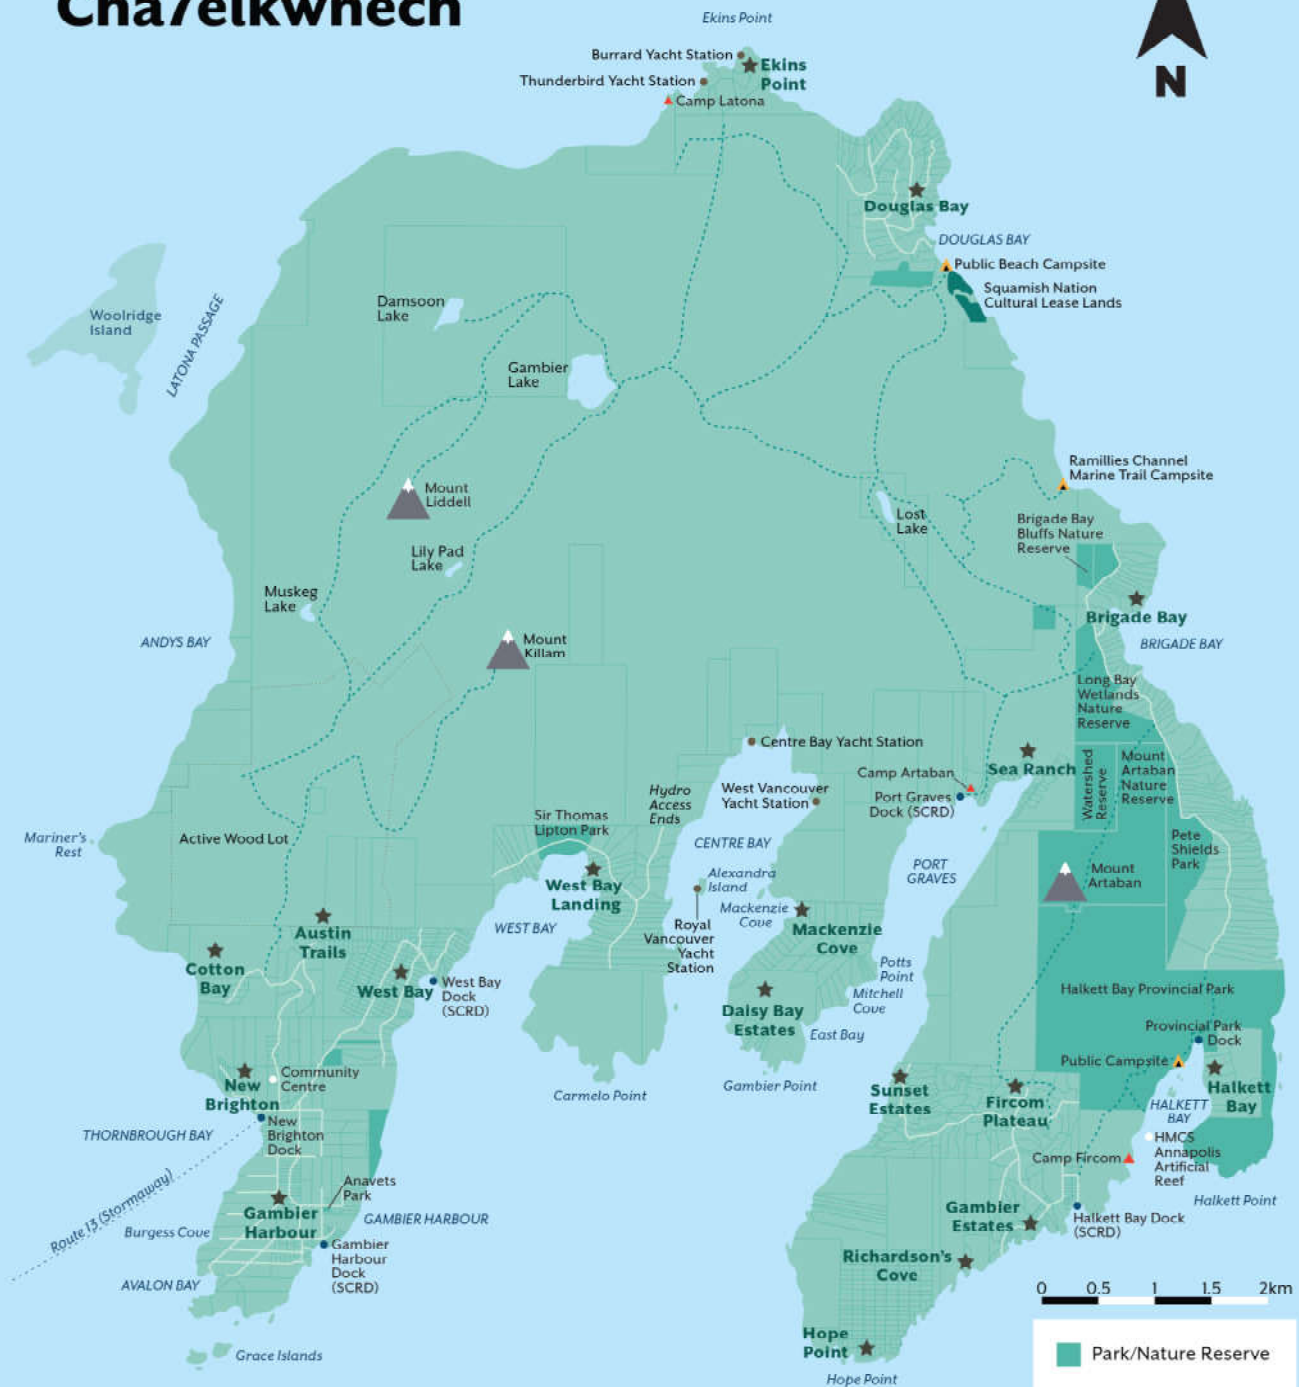 Cha7elkwnech
Ekins Point
N
Burrard Yacht Station
Ekins
Point
Thunderbird Yacht Station
Camp Latona
Douglas Bay
DOUGLAS BAY
Public Beach Campsite
Squamish Nation
Cultural Lease Lands
Woolridge
Island
LATONA PASSAGE
Damsoon
Lake
Gambier
Lake
Ramillies Channel
Marine Trail Campsite
Mount
Liddell
Lost
Lake
Brigade Bay
Bluffs Nature
Reserve
Lily Pad
Lake
Muskeg
Lake
Brigade Bay
BRIGADE BAY
ANDYS BAY
Mount
Killam
Long Bay
Wetlands
Nature
Reserve
Centre Bay Yacht Station
Sea Ranch
Watershed
Reserve
Mount
Artaban
Nature
Reserve
Camp Artaban
Port Graves
Dock (SCRD)
West Vancouver
Yacht Station
Hydro
Access
Ends
Sir Thomas
Lipton Park
Mariner's
Rest
Active Wood Lot
CENTRE BAY
PORT
GRAVES
Pete
Shields
Park
Mount
Artaban
West Bay
Landing
Alexandra
Island
Mackenzie
Cove
Royal
Vancouver
Yacht
Station
Mackenzie
Cove
WEST BAY
Austin
Trails
Cotton
Bay
West Bay
West Bay
Dock
(SCRD)
Potts
Point
Mitchell
Cove
Daisy Bay
Estates
East Bay
Halkett Bay Provincial Park
Provincial Park
Dock
Public Campsite
Halkett
Bay
HALKETT
BAY
Community
Centre
New
Brighton
Carmelo Point
Gambier Point
Sunset
Estates
Fircom
Plateau
New
Brighton
Dock
THORNBROUGH BAY
HMCS
Annapolis
Artificial
Reef
Camp Fircom
Halkett Point
Anavets
Park
Route 13 (Stormaway)
Gambier
Harbour
GAMBIER HARBOUR
Burgess Cove
Gambier
Harbour
Dock
(SCRD)
AVALON BAY
Gambier
Estates
Halkett Bay Dock
(SCRD)
Richardson's
Cove
0 0.5 1 1.5 2km
Hope
Point
Grace Islands
Hope Point
Park/Nature Reserve